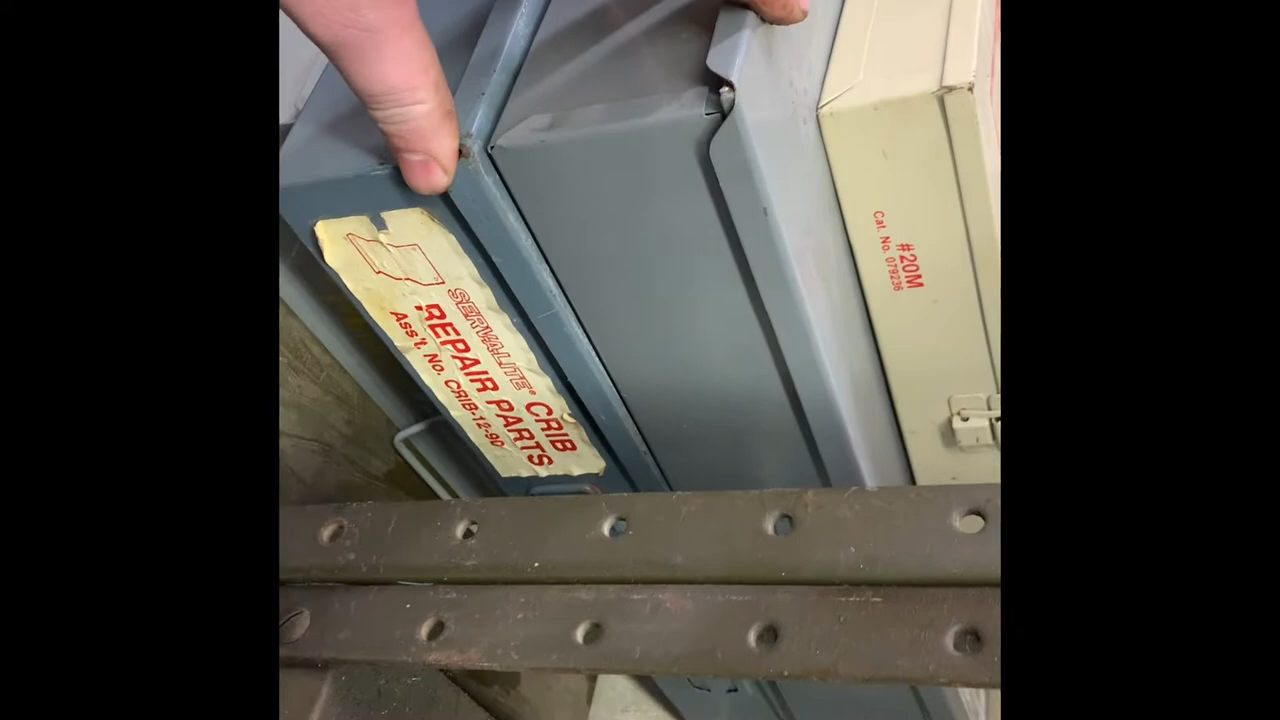 SERVALITE® CRIB
REPAIR PARTS
Ass't. No. CRIB-12-90
#20M
Cat. No. 079236